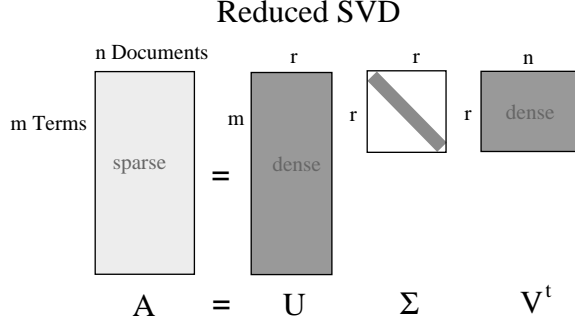 Reduced SVD
n Documents
r
r
n
m Terms
m
r
r
sparse
=
dense
dense
A = U Σ V^t